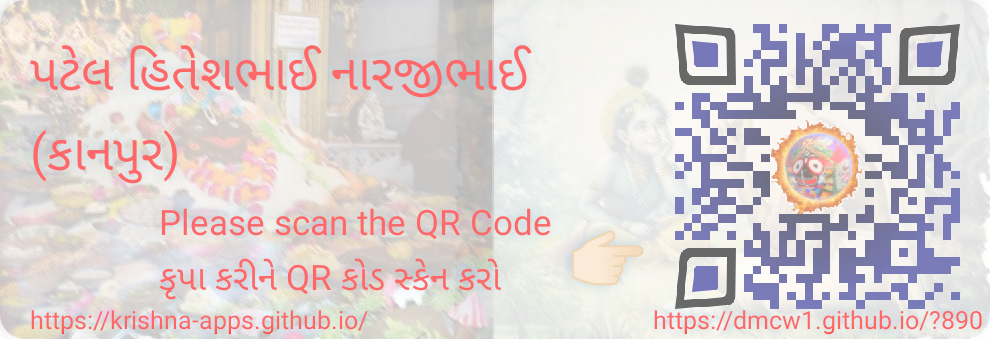 પટેલ હિતેશભાઈ નારજીભાઈ
(કાનપુર)
Please scan the QR Code
કૃપા કરીને QR કોડ સ્કેન કરો
https://krishna-apps.github.io/
https://dmcw1.github.io/?890